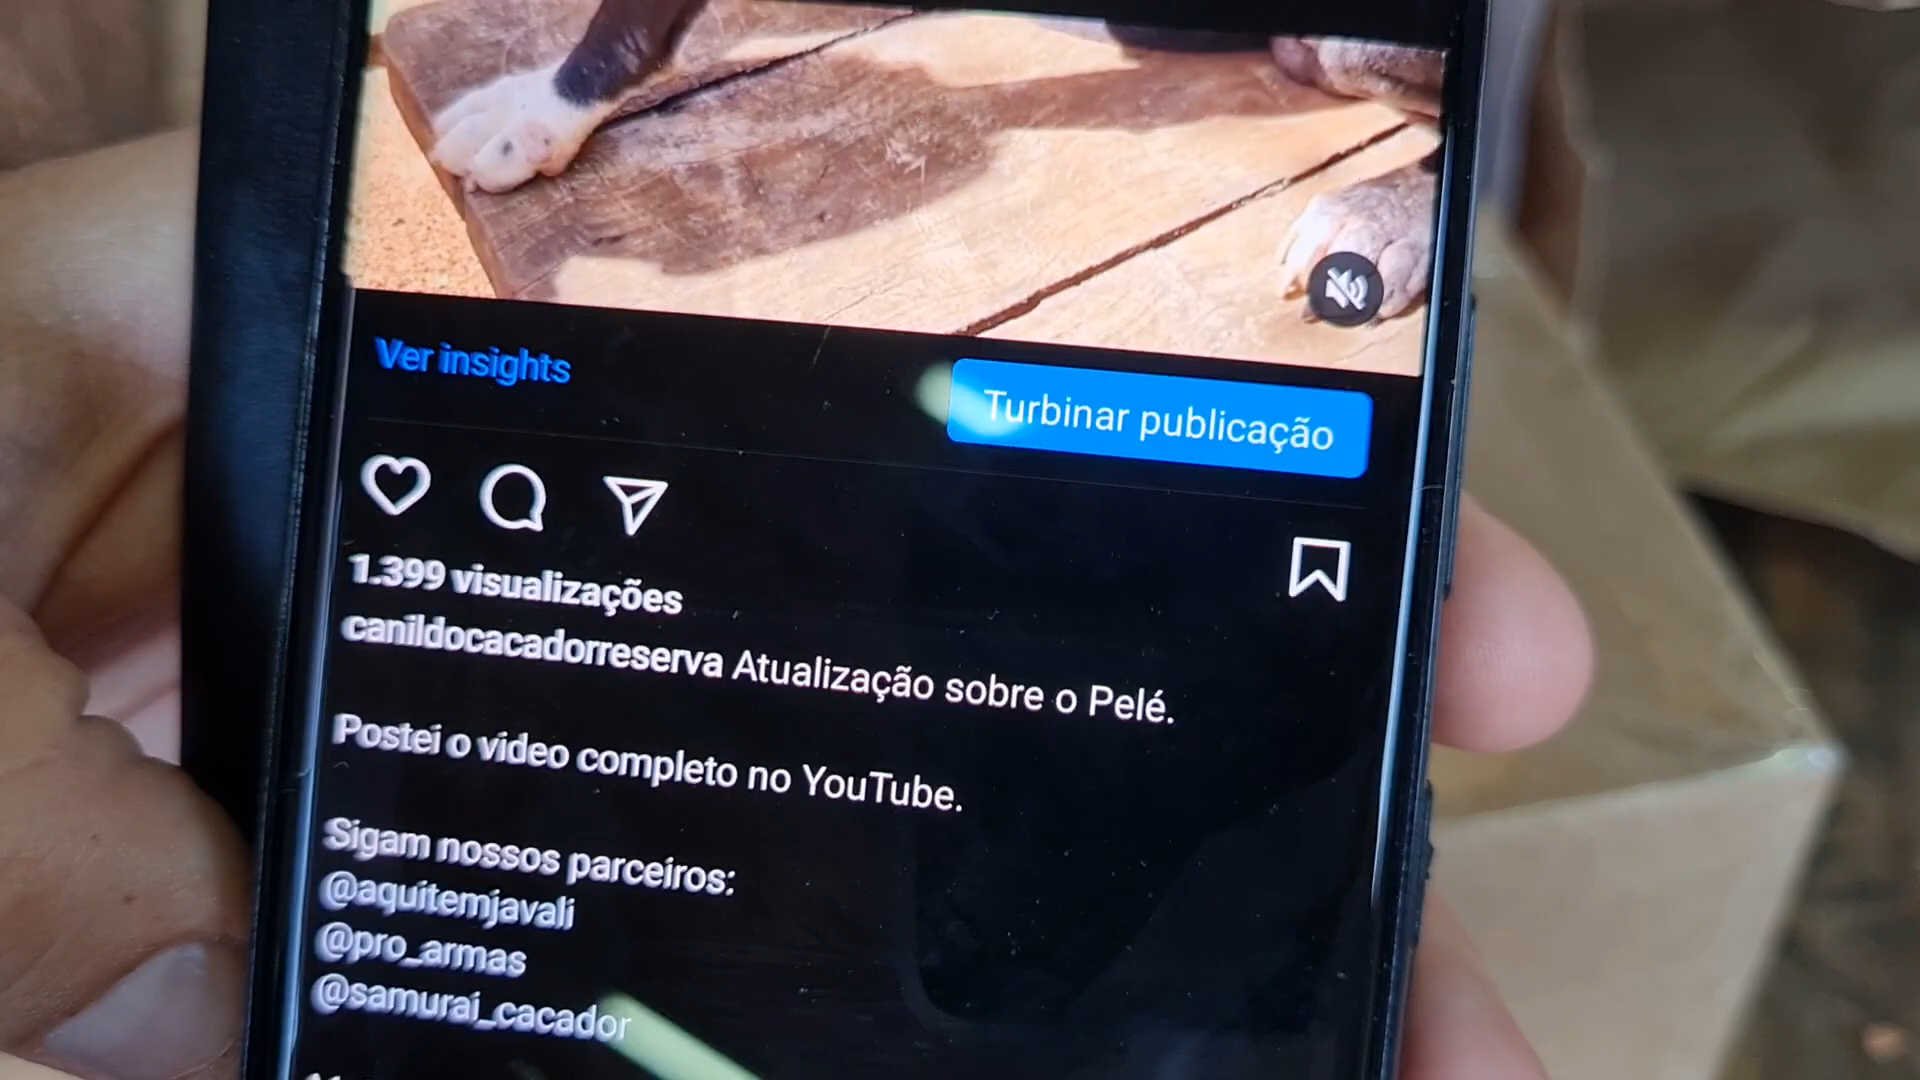 Ver insights
Turbinar publicação
1.399 visualizações
canildocacadorreserva Atualização sobre o Pelé.
Postei o video completo no YouTube.
Sigam nossos parceiros:
@aquitemjavali
@pro_armas
@samurai_cacador